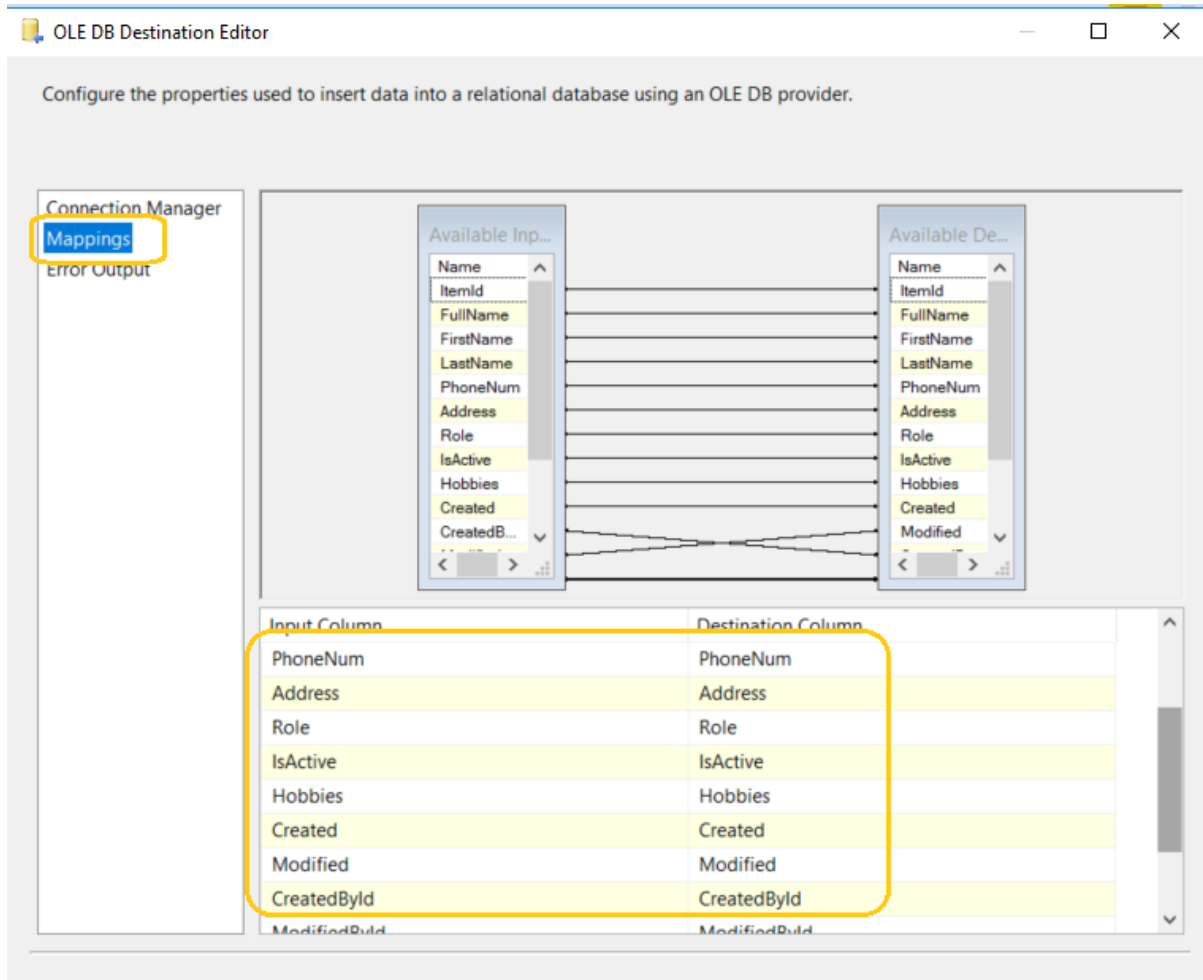 OLE DB Destination Editor
Configure the properties used to insert data into a relational database using an OLE DB provider.
Connection Manager
Mappings
Error Output
Available Inp...
Name
ItemId
FullName
FirstName
LastName
PhoneNum
Address
Role
IsActive
Hobbies
Created
CreatedB...
Available De...
Name
ItemId
FullName
FirstName
LastName
PhoneNum
Address
Role
IsActive
Hobbies
Created
Modified
Input Column Destination Column
PhoneNum PhoneNum
Address Address
Role Role
IsActive IsActive
Hobbies Hobbies
Created Created
Modified Modified
CreatedById CreatedById
ModifiedById ModifiedById